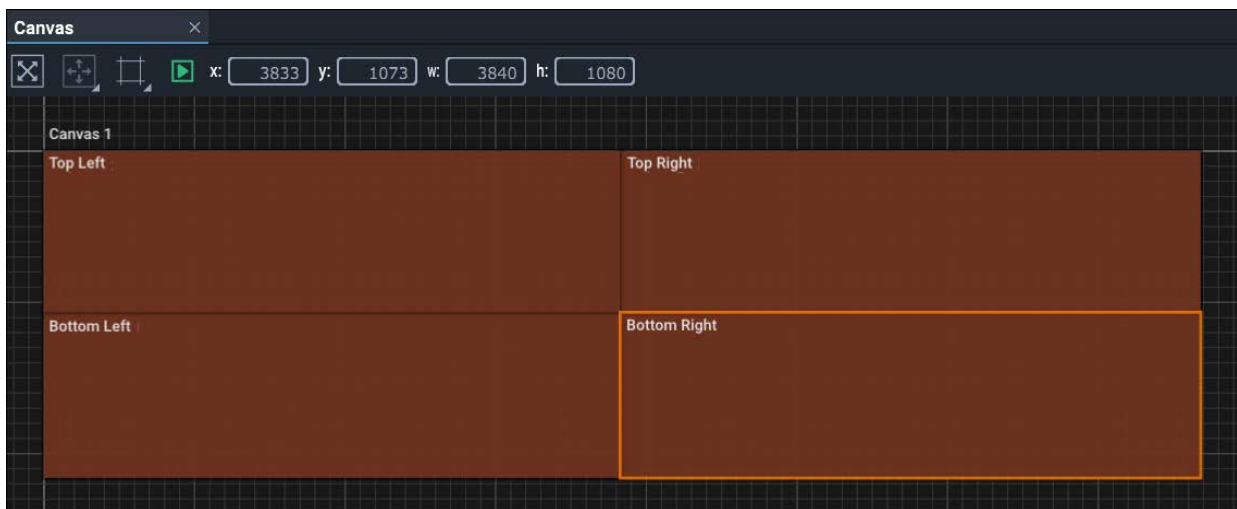 Canvas
x: 3833 y: 1073 w: 3840 h: 1080
Canvas 1
Top Left Top Right
Bottom Left Bottom Right